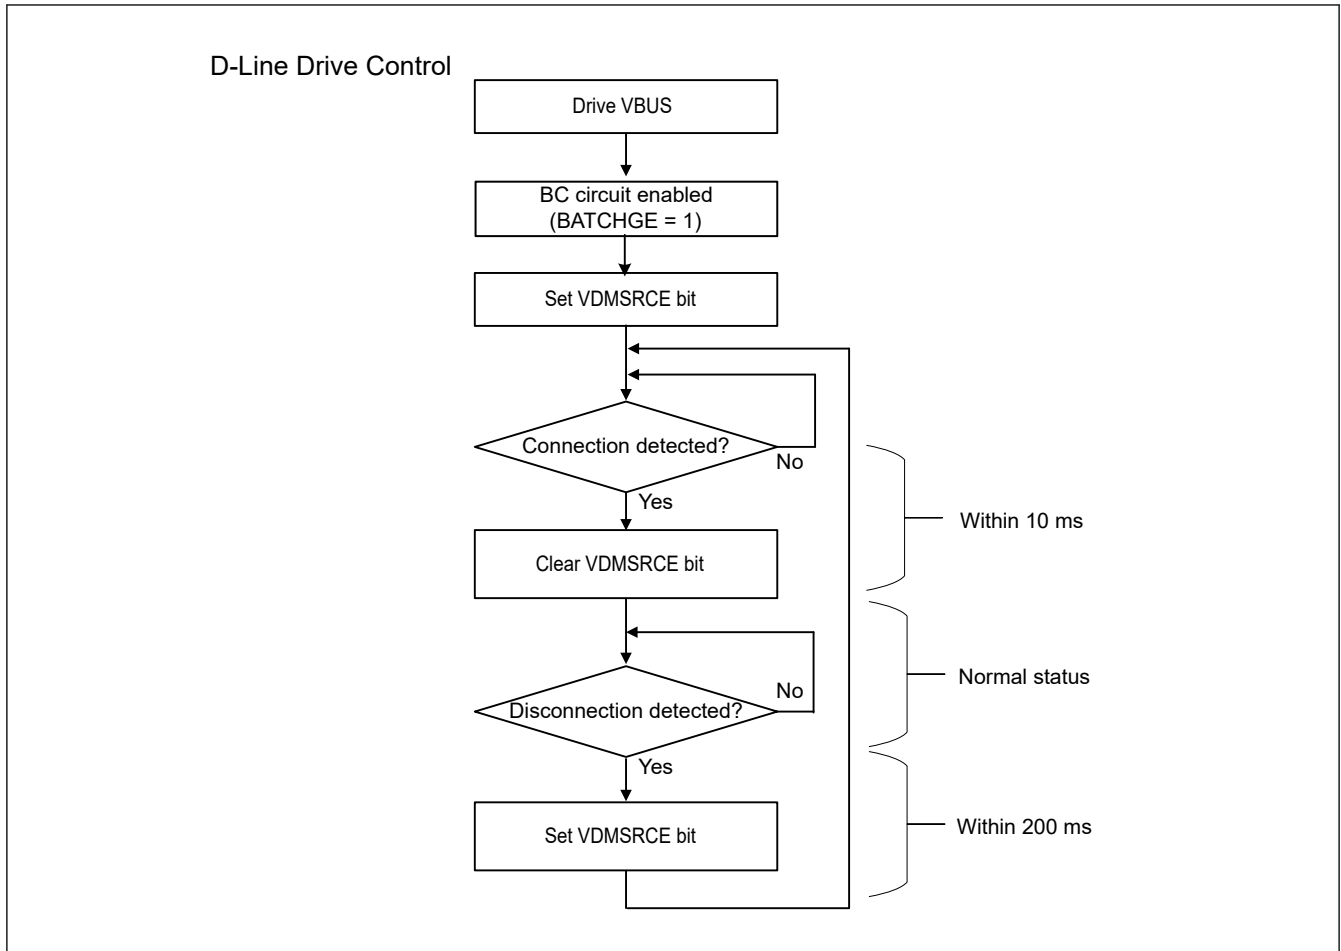 D-Line Drive Control
Drive VBUS
BC circuit enabled
(BATCHGE = 1)
Set VDMSRCE bit
Connection detected?
No
Yes
Within 10 ms
Clear VDMSRCE bit
Normal status
No
Disconnection detected?
Yes
Within 200 ms
Set VDMSRCE bit